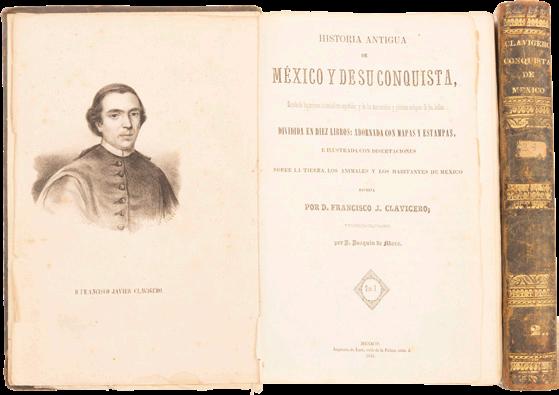 D. FRANCISCO JAVIER CLAVIGERO.
HISTORIA ANTIGUA
DE
MÉXICO Y DE SU CONQUISTA,
DIVIDIDA EN DIEZ LIBROS: ADORNADA CON MAPAS Y ESTAMPAS,
E ILUSTRADA CON DISERTACIONES
SOBRE LA TIERRA, LOS ANIMALES Y LOS HABITANTES DE MEXICO
ESCRITA
POR D. FRANCISCO J. CLAVIGERO;
por D. Joaquin de Mora.
MEXICO.
CLAVIGERO
CONQUISTA
DE
MEXICO
2.